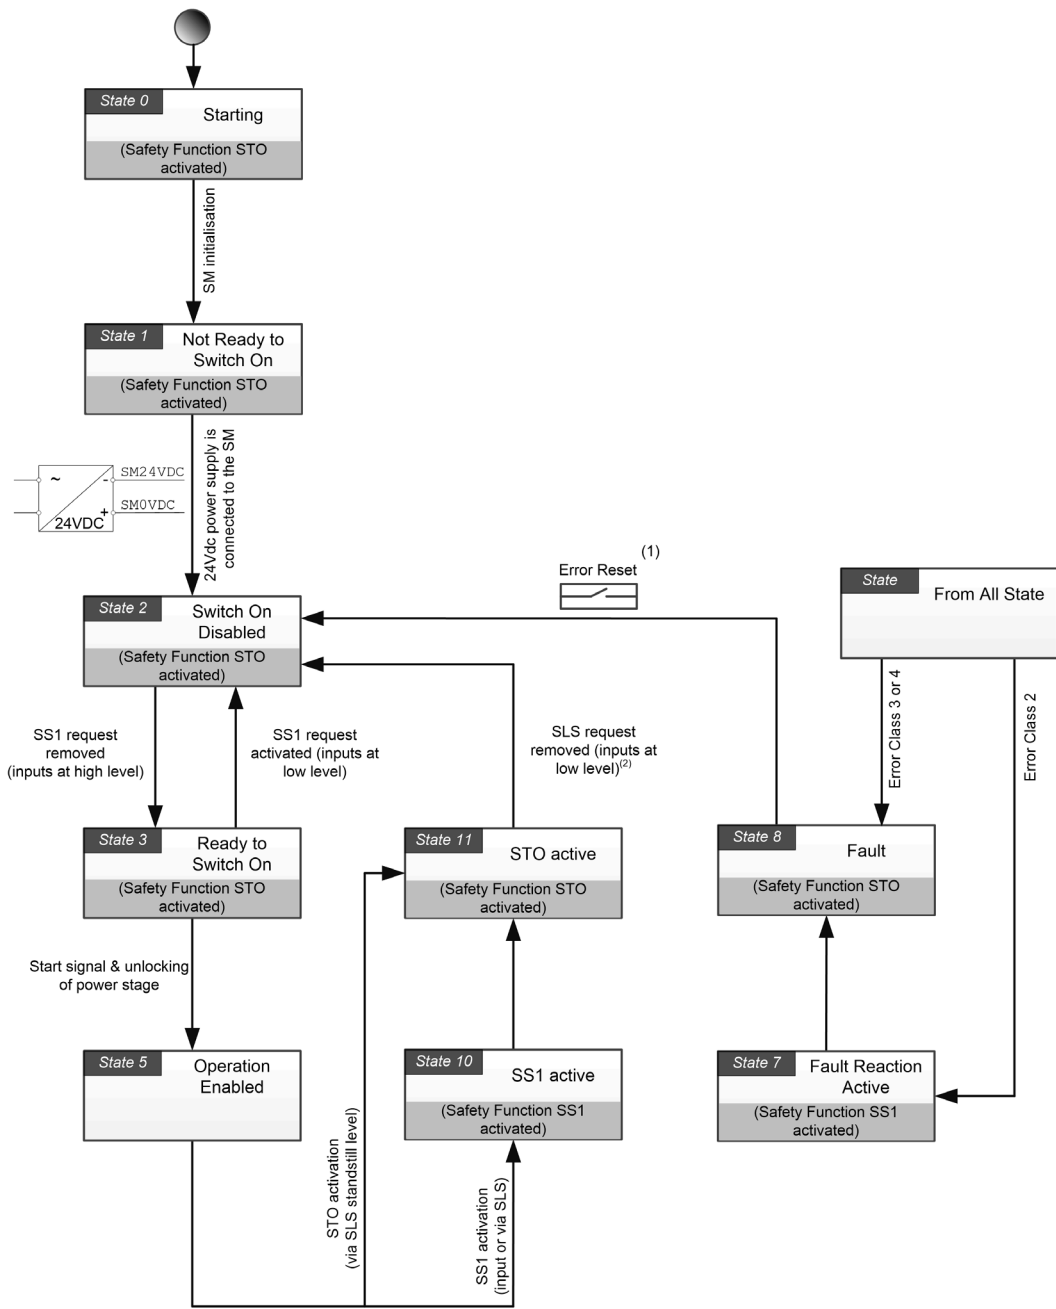 State 0
Starting
(Safety Function STO
activated)
SM initialisation
State 1
Not Ready to
Switch On
(Safety Function STO
activated)
24Vdc power supply is
connected to the SM
~
-
SM24VDC
+
SM0VDC
24VDC
(1)
Error Reset
State 2
Switch On
Disabled
(Safety Function STO
activated)
State
From All State
SS1 request
removed
(inputs at high level)
SS1 request
activated (inputs at
low level)
SLS request
removed (inputs at
low level)(2)
Error Class 3 or 4
Error Class 2
State 3
Ready to
Switch On
(Safety Function STO
activated)
State 11
STO active
(Safety Function STO
activated)
State 8
Fault
(Safety Function STO
activated)
Start signal & unlocking
of power stage
State 5
Operation
Enabled
State 10
SS1 active
(Safety Function SS1
activated)
State 7
Fault Reaction
Active
(Safety Function SS1
activated)
STO activation
(via SLS standstill level)
SS1 activation
(input or via SLS)